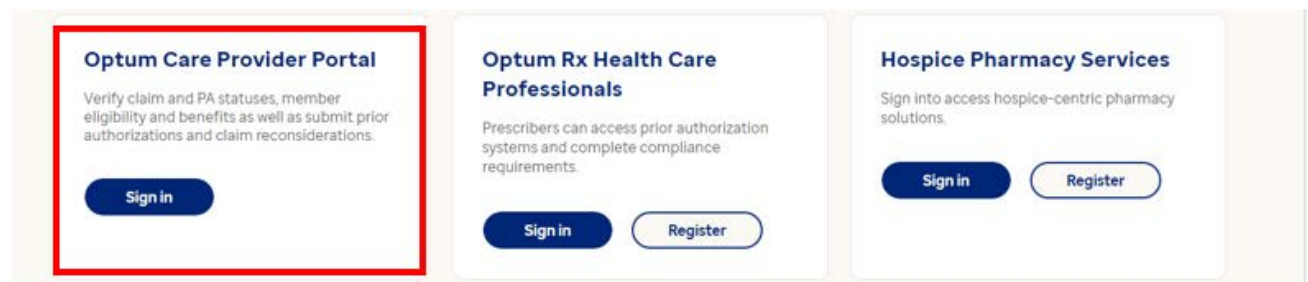 Optum Care Provider Portal
Verify claim and PA statuses, member
eligibility and benefits as well as submit prior
authorizations and claim reconsiderations.
Sign in
Optum Rx Health Care
Professionals
Prescribers can access prior authorization
systems and complete compliance
requirements.
Sign in
Register
Hospice Pharmacy Services
Sign into access hospice-centric pharmacy
solutions.
Sign in
Register